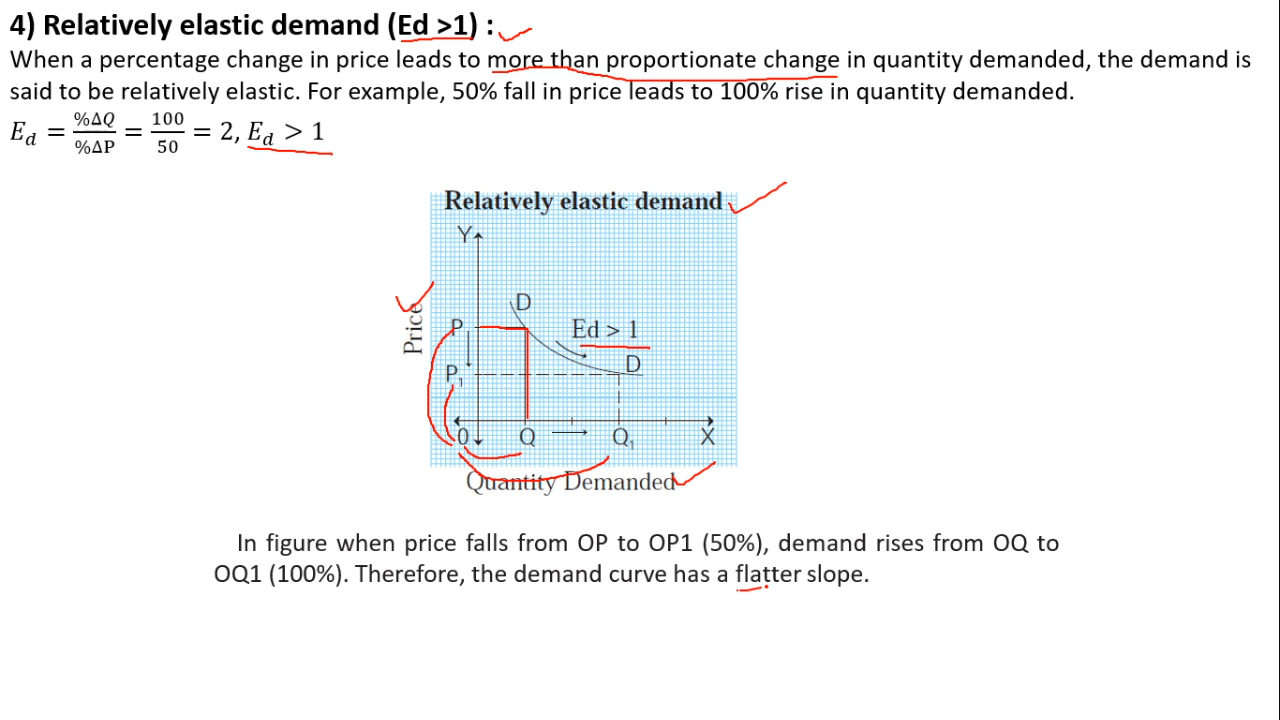 4) Relatively elastic demand (Ed >1) :
When a percentage change in price leads to more than proportionate change in quantity demanded, the demand is
said to be relatively elastic. For example, 50% fall in price leads to 100% rise in quantity demanded.
Ed = %ΔQ/%ΔP = 100/50 = 2, Ed > 1
Relatively elastic demand
Y
D
Price
P
Ed > 1
P1
D
0
Q
Q1
X
Quantity Demanded
In figure when price falls from OP to OP1 (50%), demand rises from OQ to
OQ1 (100%). Therefore, the demand curve has a flatter slope.